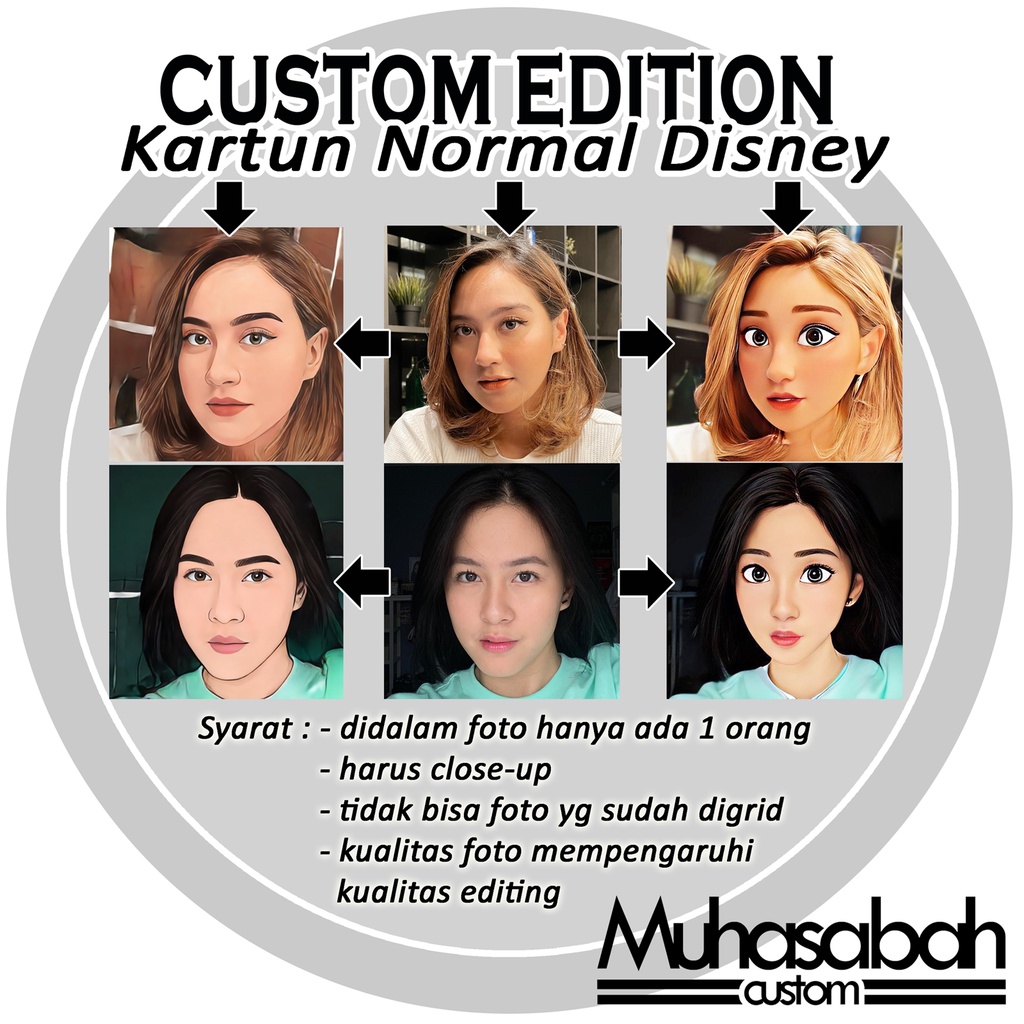 CUSTOM EDITION
Kartun Normal Disney
Syarat : - didalam foto hanya ada 1 orang
- harus close-up
- tidak bisa foto yg sudah digrid
- kualitas foto mempengaruhi
kualitas editing
Muhasabah
custom